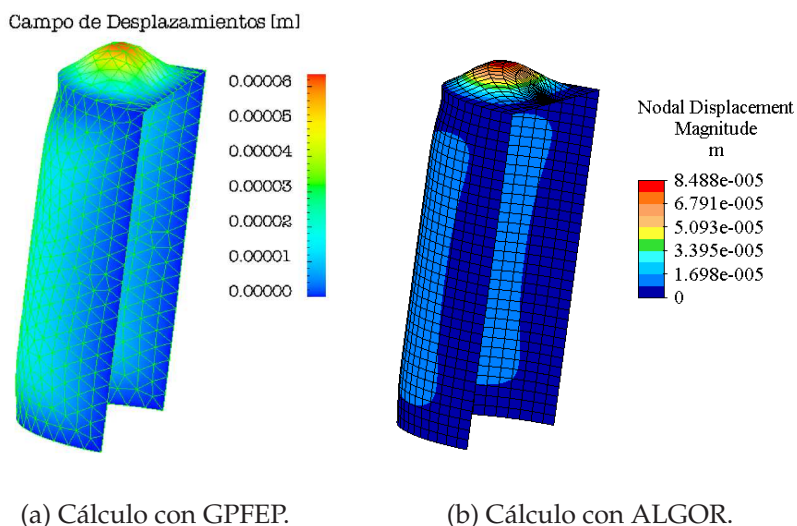 Campo de Desplazamientos [m]
0.00006
0.00005
0.00004
0.00003
0.00002
0.00001
0.00000
Nodal Displacement
Magnitude
m
8.488e-005
6.791e-005
5.093e-005
3.395e-005
1.698e-005
0
(a) Cálculo con GPFEP.
(b) Cálculo con ALGOR.